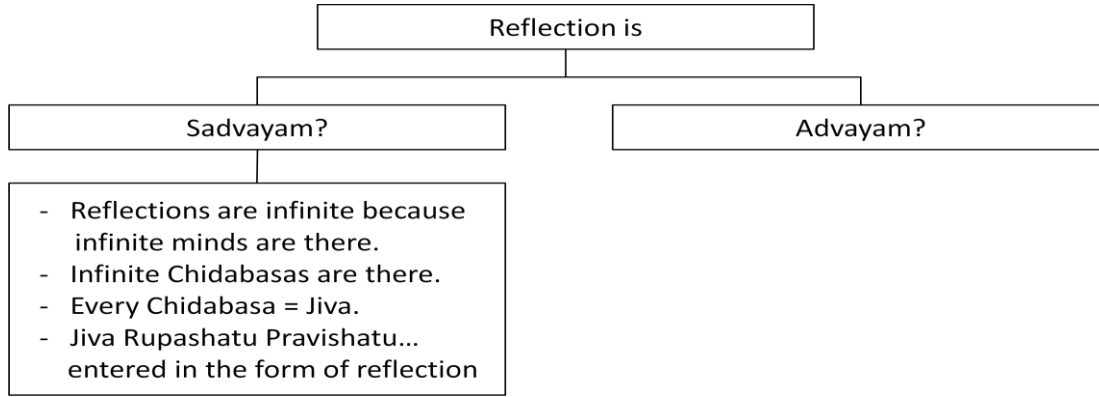 Reflection is
Sadvayam?
Advayam?
- Reflections are infinite because
infinite minds are there.
- Infinite Chidabasas are there.
- Every Chidabasa = Jiva.
- Jiva Rupashatu Pravishatu...
entered in the form of reflection